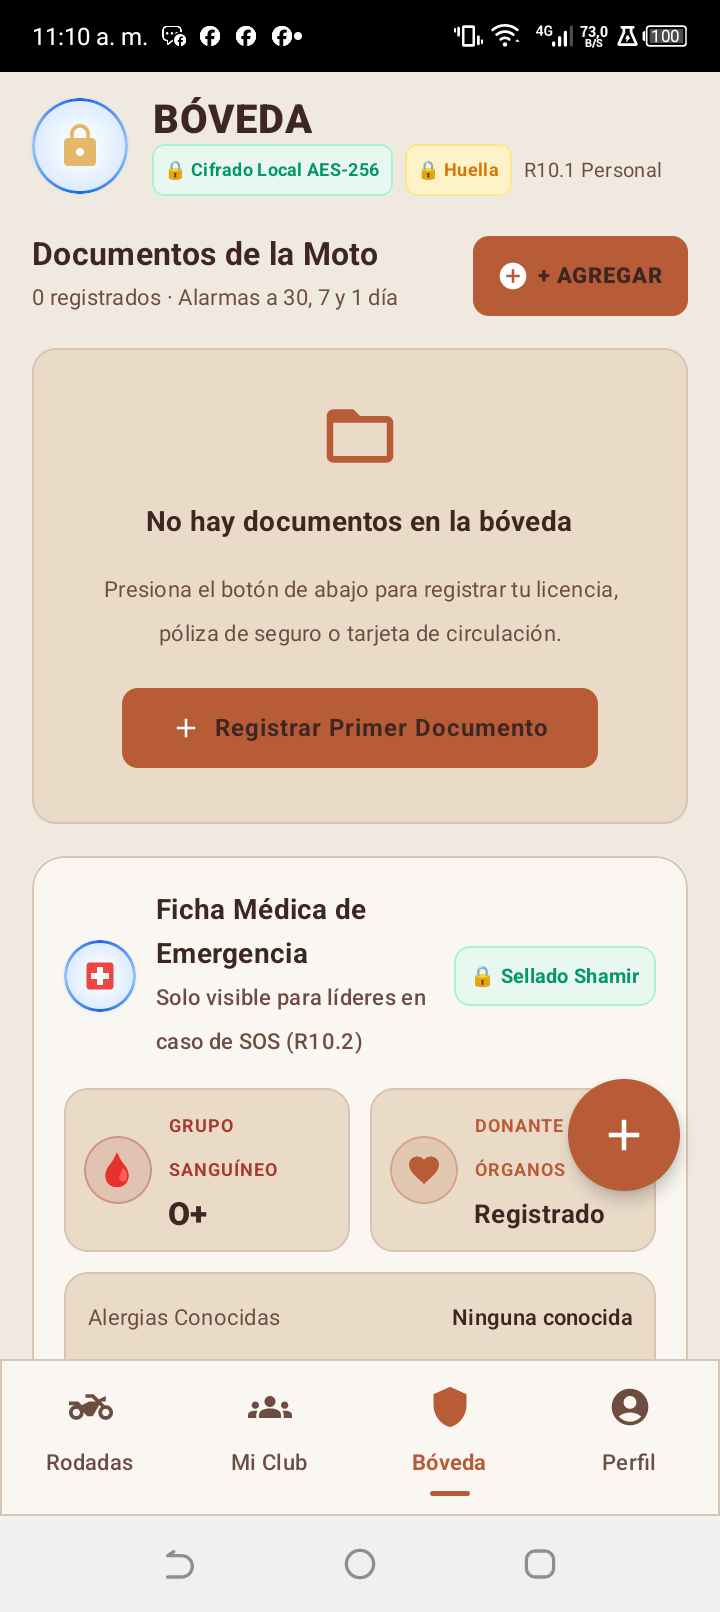 11:10 a. m.
4G
73,0
B/S
100
BÓVEDA
Cifrado Local AES-256
Huella
R10.1 Personal
Documentos de la Moto
0 registrados · Alarmas a 30, 7 y 1 día
+ AGREGAR
No hay documentos en la bóveda
Presiona el botón de abajo para registrar tu licencia,
póliza de seguro o tarjeta de circulación.
Registrar Primer Documento
Ficha Médica de
Emergencia
Solo visible para líderes en
caso de SOS (R10.2)
Sellado Shamir
GRUPO
SANGUÍNEO
O+
DONANTE
ÓRGANOS
Registrado
Alergias Conocidas
Ninguna conocida
Rodadas
Mi Club
Bóveda
Perfil